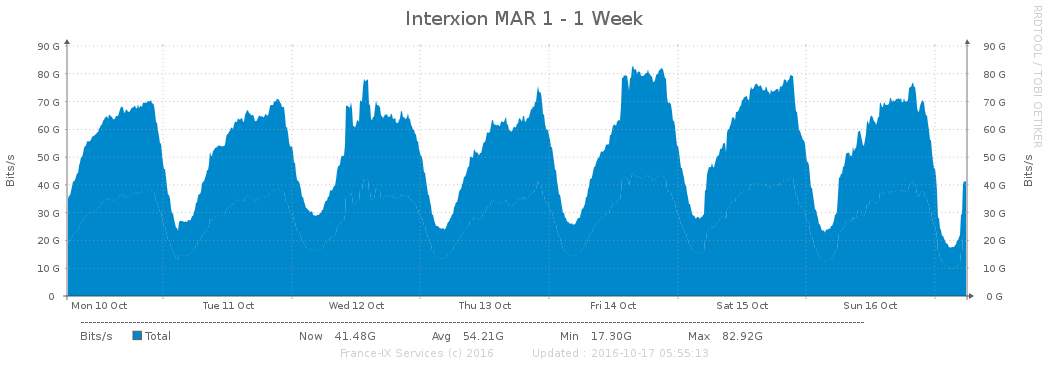 Interxion MAR 1 - 1 Week
RRDTOOL / TOBI OETIKER
Bits/s
90 G
80 G
70 G
60 G
50 G
40 G
30 G
20 G
10 G
0
90 G
80 G
70 G
60 G
50 G
40 G
30 G
20 G
10 G
0 G
Bits/s
Mon 10 Oct Tue 11 Oct Wed 12 Oct Thu 13 Oct Fri 14 Oct Sat 15 Oct Sun 16 Oct
Bits/s Total Now 41.48G Avg 54.21G Min 17.30G Max 82.92G
France-IX Services (c) 2016 Updated : 2016-10-17 05:55:13